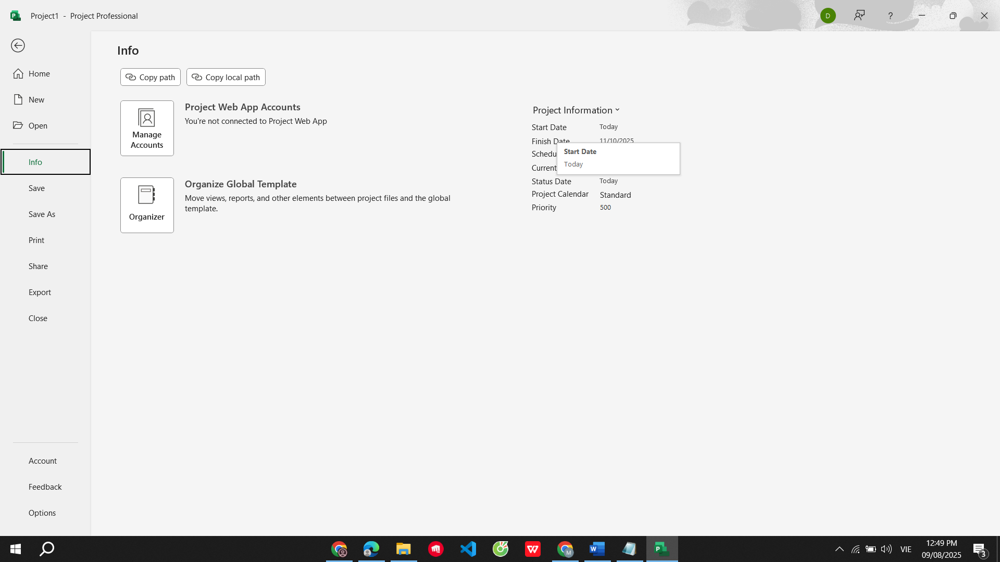 Project1 - Project Professional
D
?
Info
Home
New
Open
Info
Save
Save As
Print
Share
Export
Close
Account
Feedback
Options
Copy path
Copy local path
Manage
Accounts
Project Web App Accounts
You're not connected to Project Web App
Organizer
Organize Global Template
Move views, reports, and other elements between project files and the global
template.
Project Information
Start Date Today
Finish Date 11/10/2025
Schedu
Current
Start Date
Today
Status Date Today
Project Calendar Standard
Priority 500
VIE
12:49 PM
09/08/2025
3